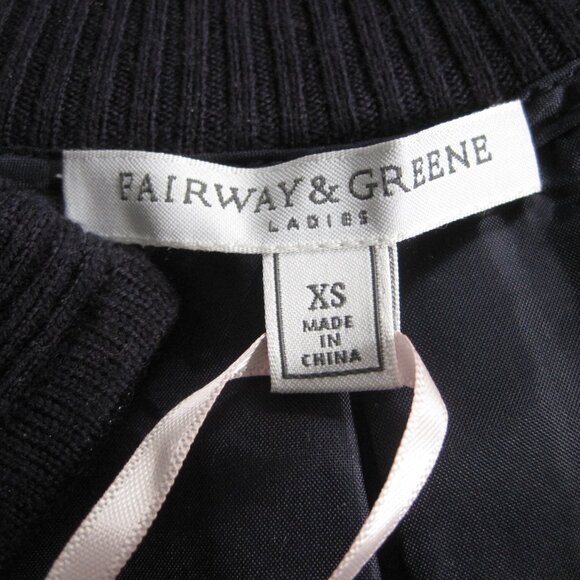 FAIRWAY & GREENE
LADIES
XS
MADE
IN
CHINA